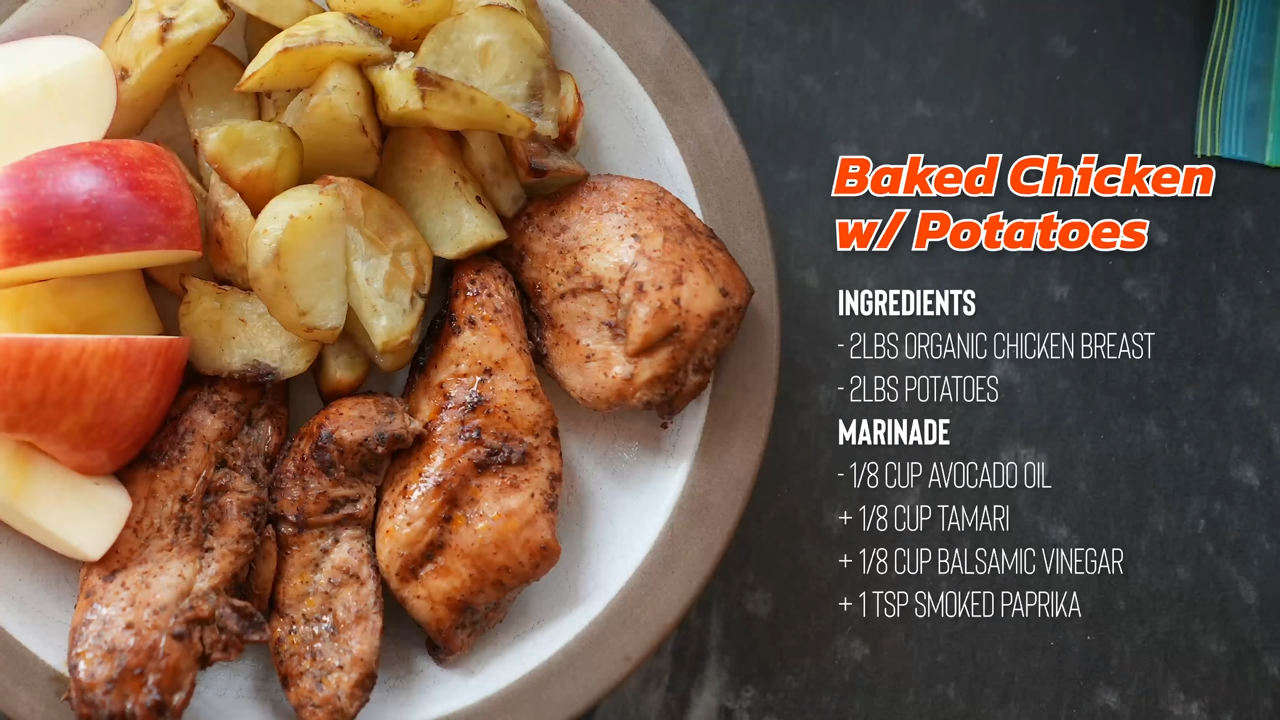 Baked Chicken
w/ Potatoes
INGREDIENTS
- 2LBS ORGANIC CHICKEN BREAST
- 2LBS POTATOES
MARINADE
- 1/8 CUP AVOCADO OIL
+ 1/8 CUP TAMARI
+ 1/8 CUP BALSAMIC VINEGAR
+ 1 TSP SMOKED PAPRIKA